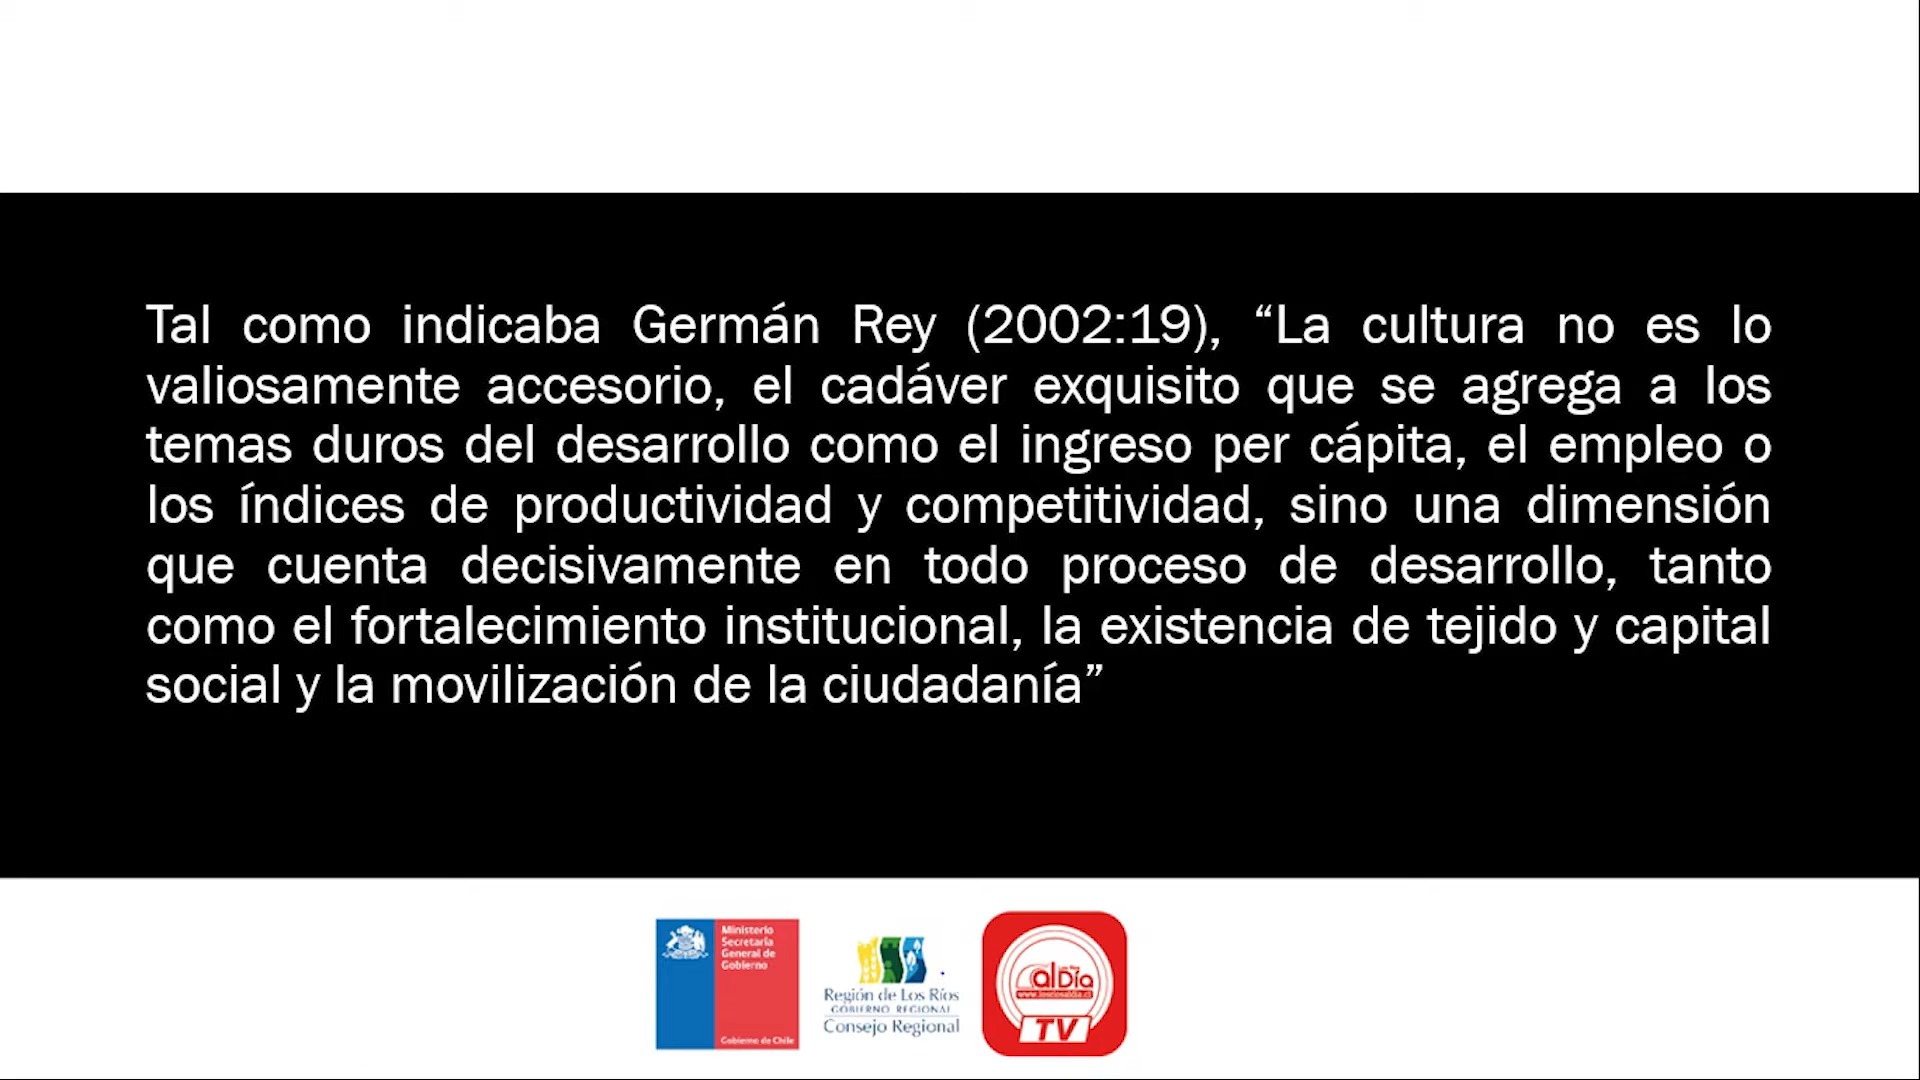 Tal como indicaba Germán Rey (2002:19), “La cultura no es lo
valiosamente accesorio, el cadáver exquisito que se agrega a los
temas duros del desarrollo como el ingreso per cápita, el empleo o
los índices de productividad y competitividad, sino una dimensión
que cuenta decisivamente en todo proceso de desarrollo, tanto
como el fortalecimiento institucional, la existencia de tejido y capital
social y la movilización de la ciudadanía”
Ministerio
Secretaría
General de
Gobierno
Gobierno de Chile
Región de Los Ríos
GOBIERNO REGIONAL
Consejo Regional
alDía
TV